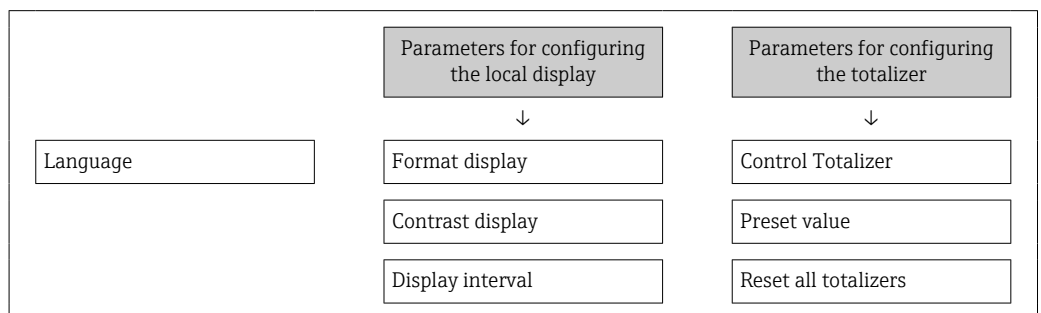 Parameters for configuring
the local display
Parameters for configuring
the totalizer
↓
↓
Language
Format display
Control Totalizer
Contrast display
Preset value
Display interval
Reset all totalizers